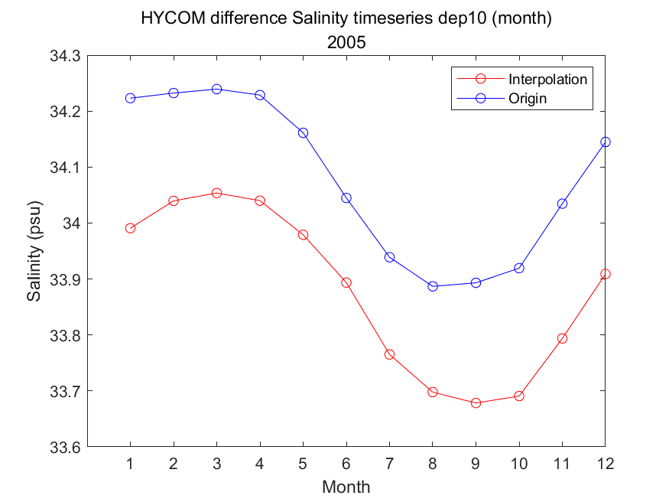 HYCOM difference Salinity timeseries dep10 (month)
2005
34.3
34.2
34.1
34
33.9
33.8
33.7
33.6
Salinity (psu)
Interpolation
Origin
1 2 3 4 5 6 7 8 9 10 11 12
Month